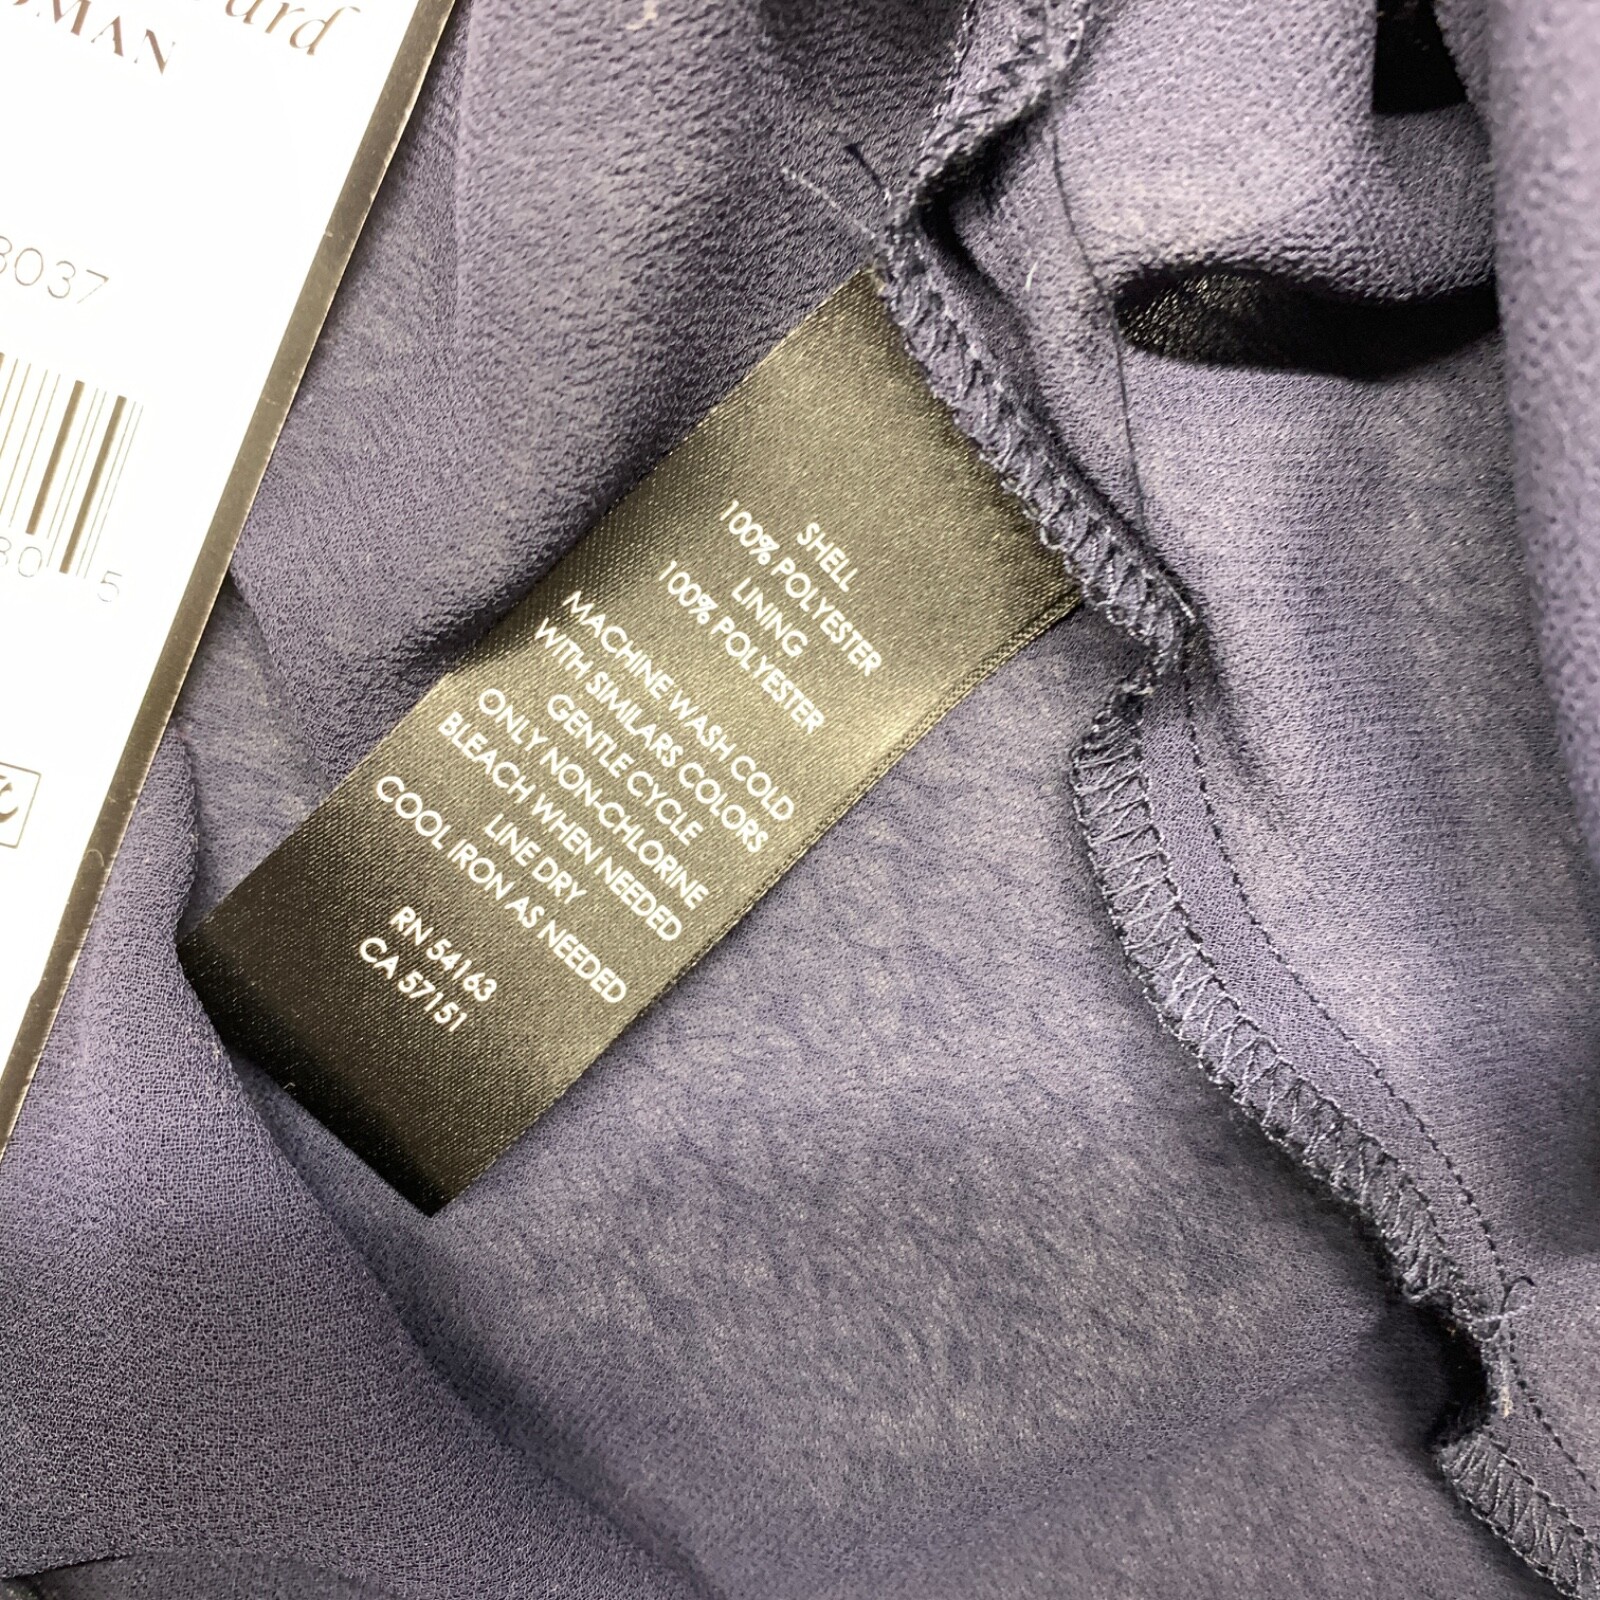 8037
80 5
SHELL
100% POLYESTER
LINING
100% POLYESTER
MACHINE WASH COLD
WITH SIMILARS COLORS
GENTLE CYCLE
ONLY NON-CHLORINE
BLEACH WHEN NEEDED
LINE DRY
COOL IRON AS NEEDED
RN 54163
CA 57151